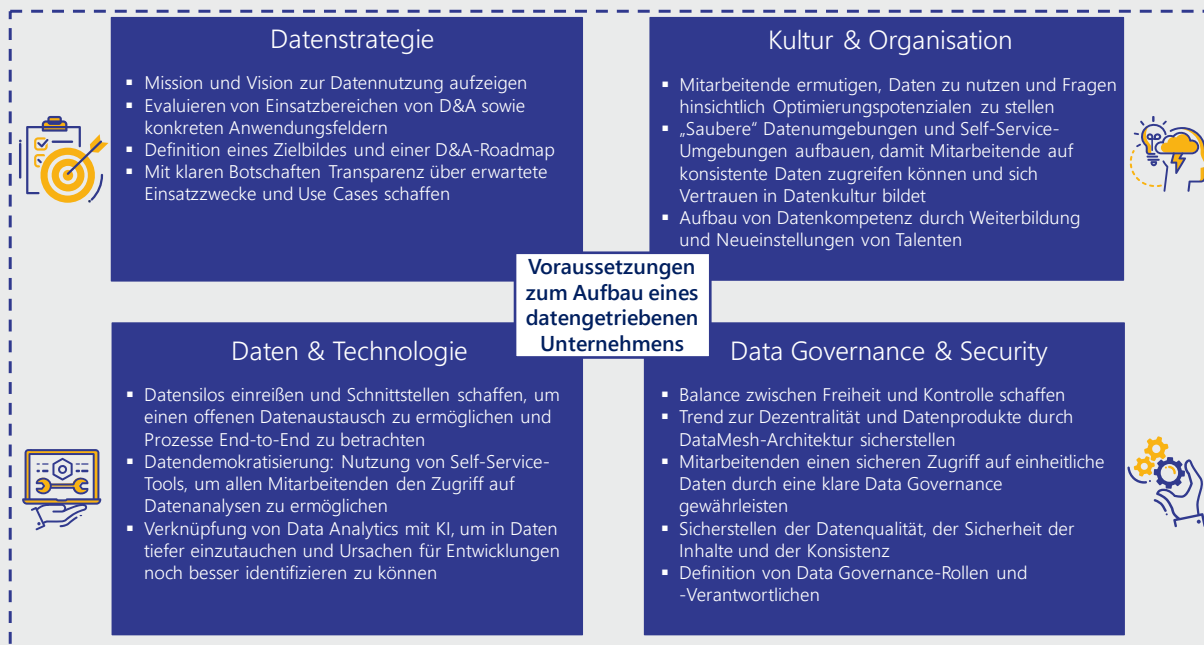 Datenstrategie
▪ Mission und Vision zur Datennutzung aufzeigen
▪ Evaluieren von Einsatzbereichen von D&A sowie
konkreten Anwendungsfeldern
▪ Definition eines Zielbildes und einer D&A-Roadmap
▪ Mit klaren Botschaften Transparenz über erwartete
Einsatzzwecke und Use Cases schaffen
Kultur & Organisation
▪ Mitarbeitende ermutigen, Daten zu nutzen und Fragen
hinsichtlich Optimierungspotenzialen zu stellen
▪ „Saubere“ Datenumgebungen und Self-Service-
Umgebungen aufbauen, damit Mitarbeitende auf
konsistente Daten zugreifen können und sich
Vertrauen in Datenkultur bildet
▪ Aufbau von Datenkompetenz durch Weiterbildung
und Neueinstellungen von Talenten
Voraussetzungen
zum Aufbau eines
datengetriebenen
Unternehmens
Daten & Technologie
▪ Datensilos einreißen und Schnittstellen schaffen, um
einen offenen Datenaustausch zu ermöglichen und
Prozesse End-to-End zu betrachten
▪ Datendemokratisierung: Nutzung von Self-Service-
Tools, um allen Mitarbeitenden den Zugriff auf
Datenanalysen zu ermöglichen
▪ Verknüpfung von Data Analytics mit KI, um in Daten
tiefer einzutauchen und Ursachen für Entwicklungen
noch besser identifizieren zu können
Data Governance & Security
▪ Balance zwischen Freiheit und Kontrolle schaffen
▪ Trend zur Dezentralität und Datenprodukte durch
DataMesh-Architektur sicherstellen
▪ Mitarbeitenden einen sicheren Zugriff auf einheitliche
Daten durch eine klare Data Governance
gewährleisten
▪ Sicherstellen der Datenqualität, der Sicherheit der
Inhalte und der Konsistenz
▪ Definition von Data Governance-Rollen und
-Verantwortlichen